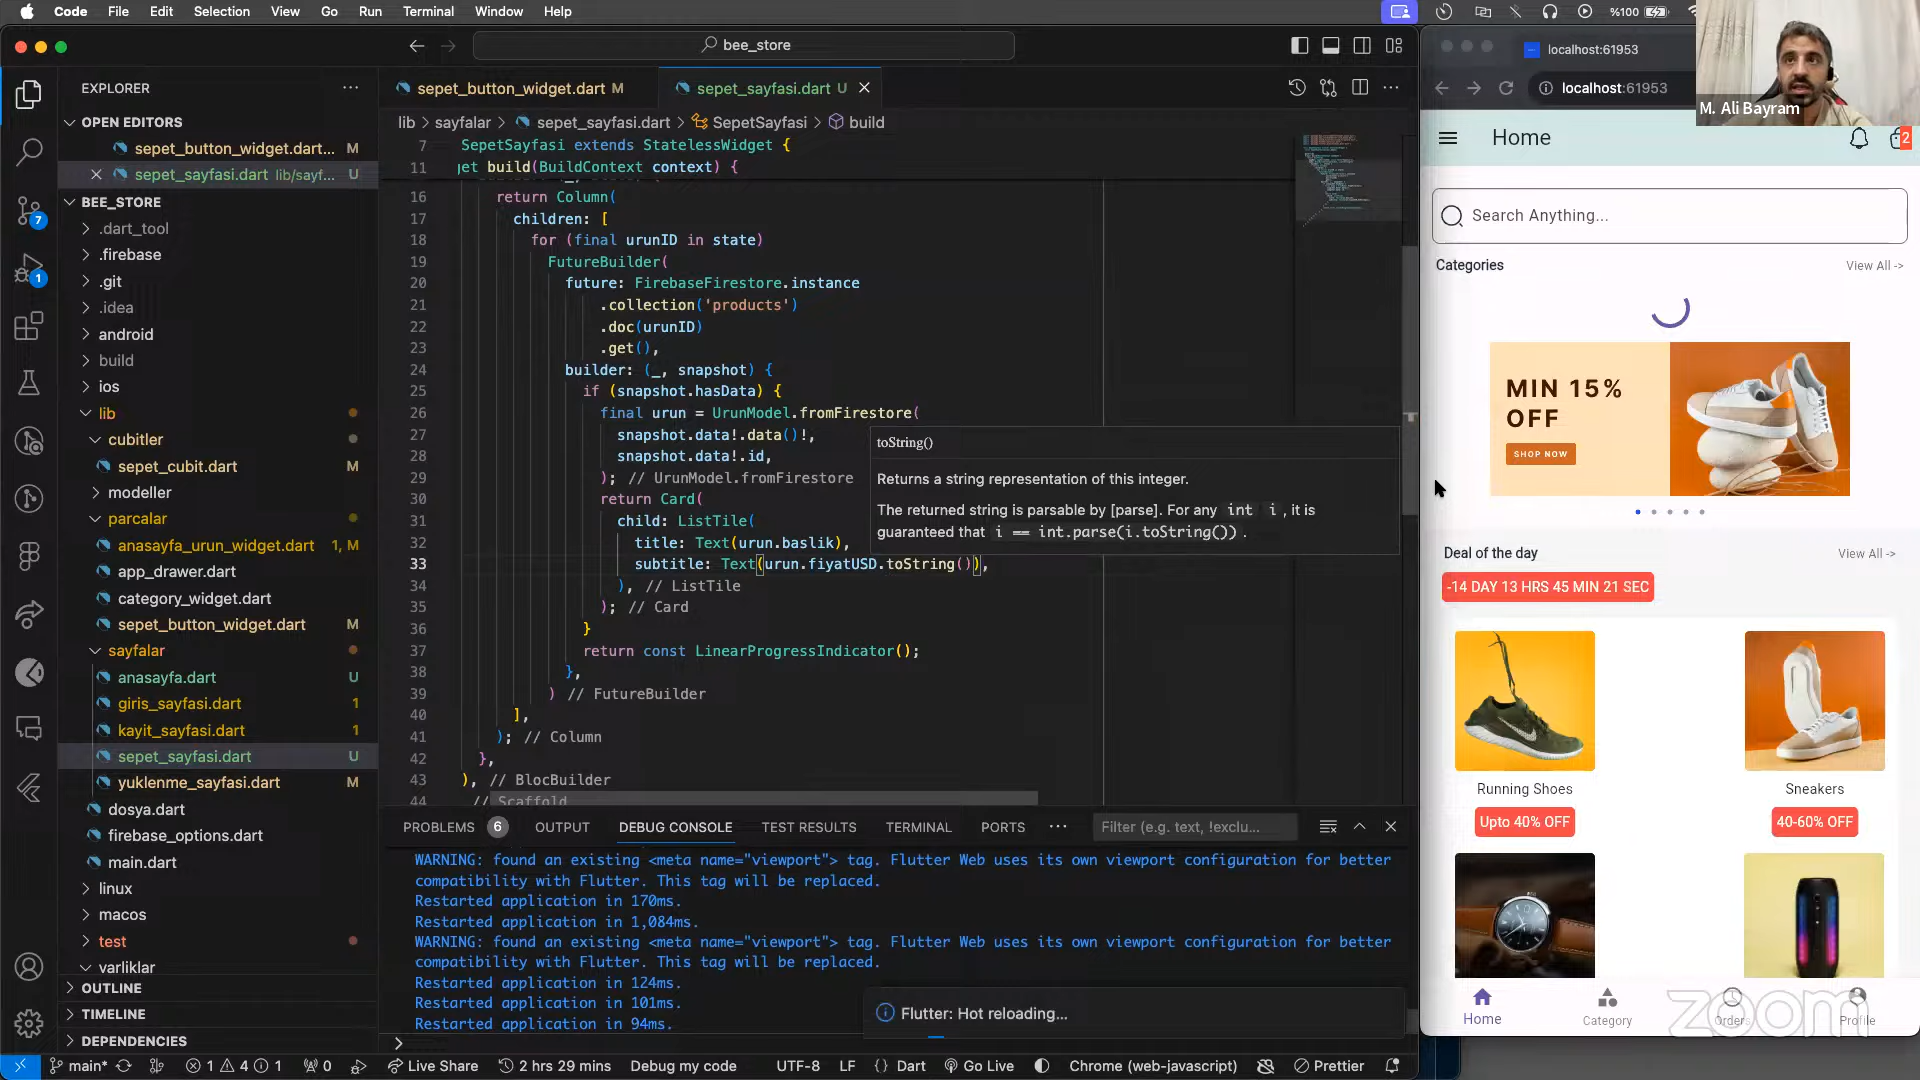 Code File Edit Selection View Go Run Terminal Window Help
%100
bee_store
localhost:61953
M. Ali Bayram
EXPLORER
OPEN EDITORS
sepet_button_widget.dart... M
sepet_sayfasi.dart lib/sayf... U
BEE_STORE
.dart_tool
.firebase
.git
.idea
android
build
ios
lib
cubitler
sepet_cubit.dart M
modeller
parcalar
anasayfa_urun_widget.dart 1, M
app_drawer.dart
category_widget.dart
sepet_button_widget.dart M
sayfalar
anasayfa.dart U
giris_sayfasi.dart 1
kayit_sayfasi.dart 1
sepet_sayfasi.dart U
yuklenme_sayfasi.dart M
dosya.dart
firebase_options.dart
main.dart
linux
macos
test
varliklar
OUTLINE
TIMELINE
DEPENDENCIES
7
1
sepet_button_widget.dart M
sepet_sayfasi.dart U
lib > sayfalar > sepet_sayfasi.dart > SepetSayfasi > build
7 SepetSayfasi extends StatelessWidget {
11 get build(BuildContext context) {
16 return Column(
17 children: [
18 for (final urunID in state)
19 FutureBuilder(
20 future: FirebaseFirestore.instance
21 .collection('products')
22 .doc(urunID)
23 .get(),
24 builder: (_, snapshot) {
25 if (snapshot.hasData) {
26 final urun = UrunModel.fromFirestore(
27 snapshot.data!.data()!,
28 snapshot.data!.id,
29 ); // UrunModel.fromFirestore
30 return Card(
31 child: ListTile(
32 title: Text(urun.baslik),
33 subtitle: Text(urun.fiyatUSD.toString()),
34 ), // ListTile
35 ); // Card
36 }
37 return const LinearProgressIndicator();
38 },
39 ) // FutureBuilder
40 ],
41 ); // Column
42 },
43 ), // BlocBuilder
44 // Scaffold
toString()
Returns a string representation of this integer.
The returned string is parsable by [parse]. For any int i , it is
guaranteed that i == int.parse(i.toString()) .
PROBLEMS 6 OUTPUT DEBUG CONSOLE TEST RESULTS TERMINAL PORTS Filter (e.g. text, !exclu...
WARNING: found an existing <meta name="viewport"> tag. Flutter Web uses its own viewport configuration for better
compatibility with Flutter. This tag will be replaced.
Restarted application in 170ms.
Restarted application in 1,084ms.
WARNING: found an existing <meta name="viewport"> tag. Flutter Web uses its own viewport configuration for better
compatibility with Flutter. This tag will be replaced.
Restarted application in 124ms.
Restarted application in 101ms.
Restarted application in 94ms.
Flutter: Hot reloading...
main* 1 4 1 0 Live Share 2 hrs 29 mins Debug my code UTF-8 LF {} Dart Go Live Chrome (web-javascript) Prettier
localhost:61953
Home
2
Search Anything...
Categories View All ->
MIN 15%
OFF
SHOP NOW
Deal of the day View All ->
-14 DAY 13 HRS 45 MIN 21 SEC
Running Shoes Sneakers
Upto 40% OFF 40-60% OFF
Home Category Orders Profile
zoom